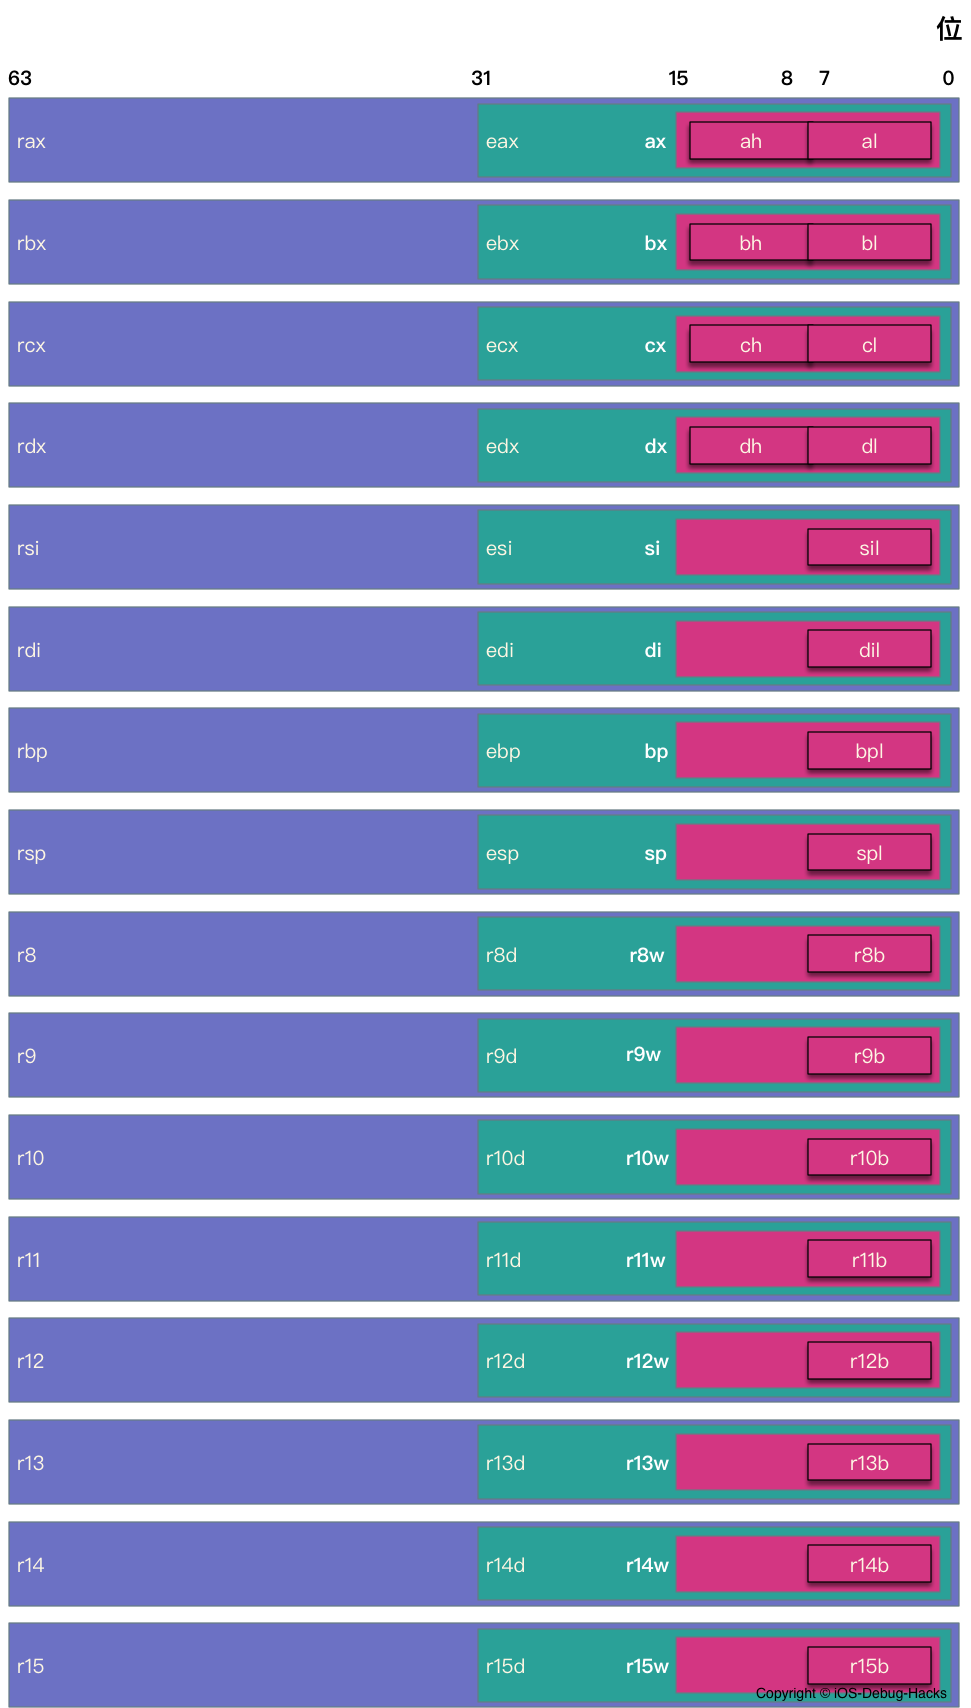 位
63 31 15 8 7 0
rax eax ax ah al
rbx ebx bx bh bl
rcx ecx cx ch cl
rdx edx dx dh dl
rsi esi si sil
rdi edi di dil
rbp ebp bp bpl
rsp esp sp spl
r8 r8d r8w r8b
r9 r9d r9w r9b
r10 r10d r10w r10b
r11 r11d r11w r11b
r12 r12d r12w r12b
r13 r13d r13w r13b
r14 r14d r14w r14b
r15 r15d r15w r15b
Copyright © iOS-Debug-Hacks